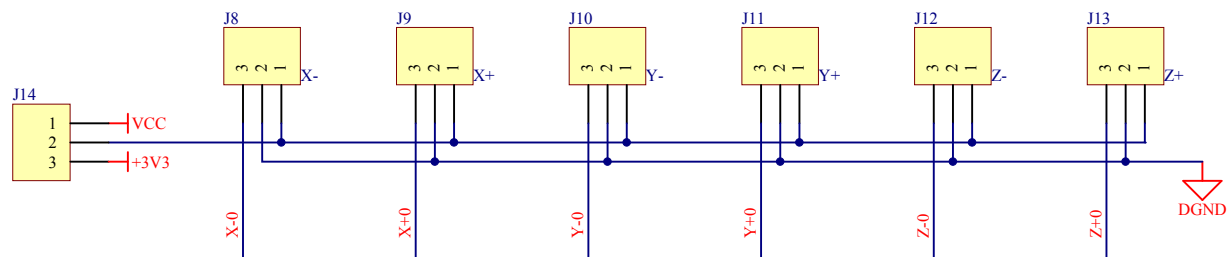 J8
J9
J10
J11
J12
J13
3 2 1
X-
3 2 1
X+
3 2 1
Y-
3 2 1
Y+
3 2 1
Z-
3 2 1
Z+
J14
1
VCC
2
3
+3V3
X-0
X+0
Y-0
Y+0
Z-0
Z+0
DGND